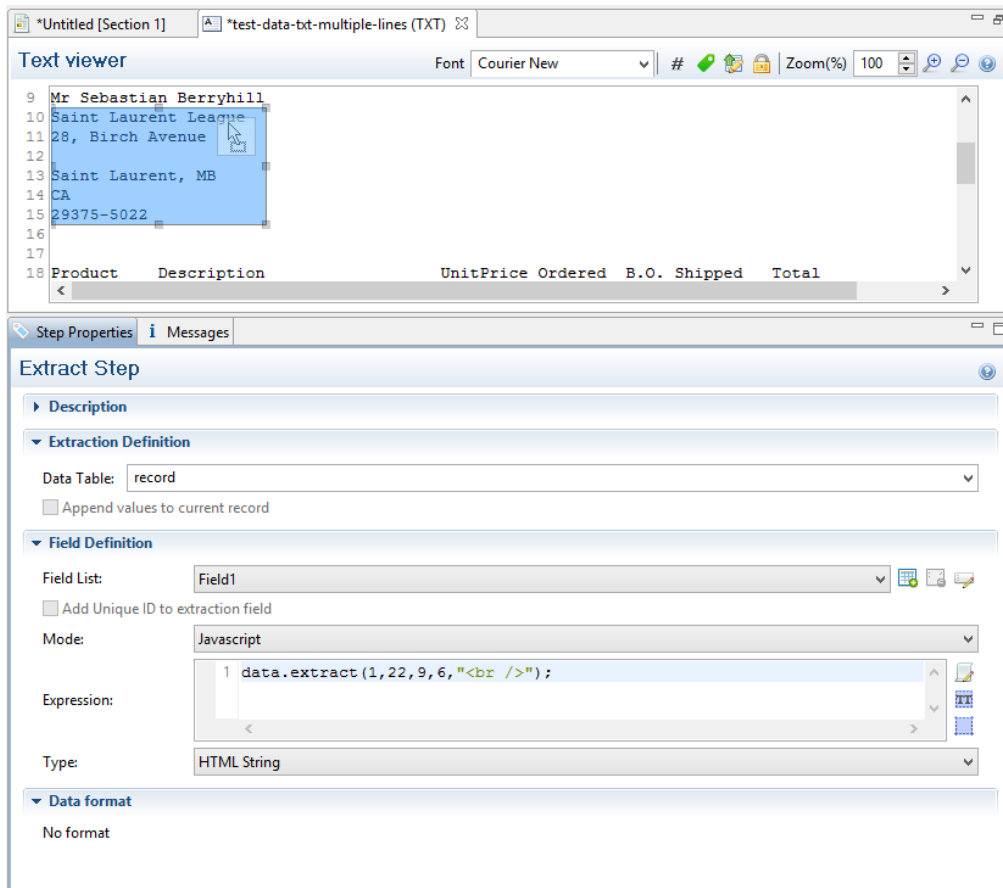 *Untitled [Section 1] *test-data-txt-multiple-lines (TXT)
Text viewer Font Courier New # Zoom(%) 100
9 Mr Sebastian Berryhill
10 Saint Laurent League
11 28, Birch Avenue
12
13 Saint Laurent, MB
14 CA
15 29375-5022
16
17
18 Product Description UnitPrice Ordered B.O. Shipped Total
Step Properties i Messages
Extract Step
Description
Extraction Definition
Data Table: record
Append values to current record
Field Definition
Field List: Field1
Add Unique ID to extraction field
Mode: Javascript
Expression: 1 data.extract(1,22,9,6,"<br />");
Type: HTML String
Data format
No format